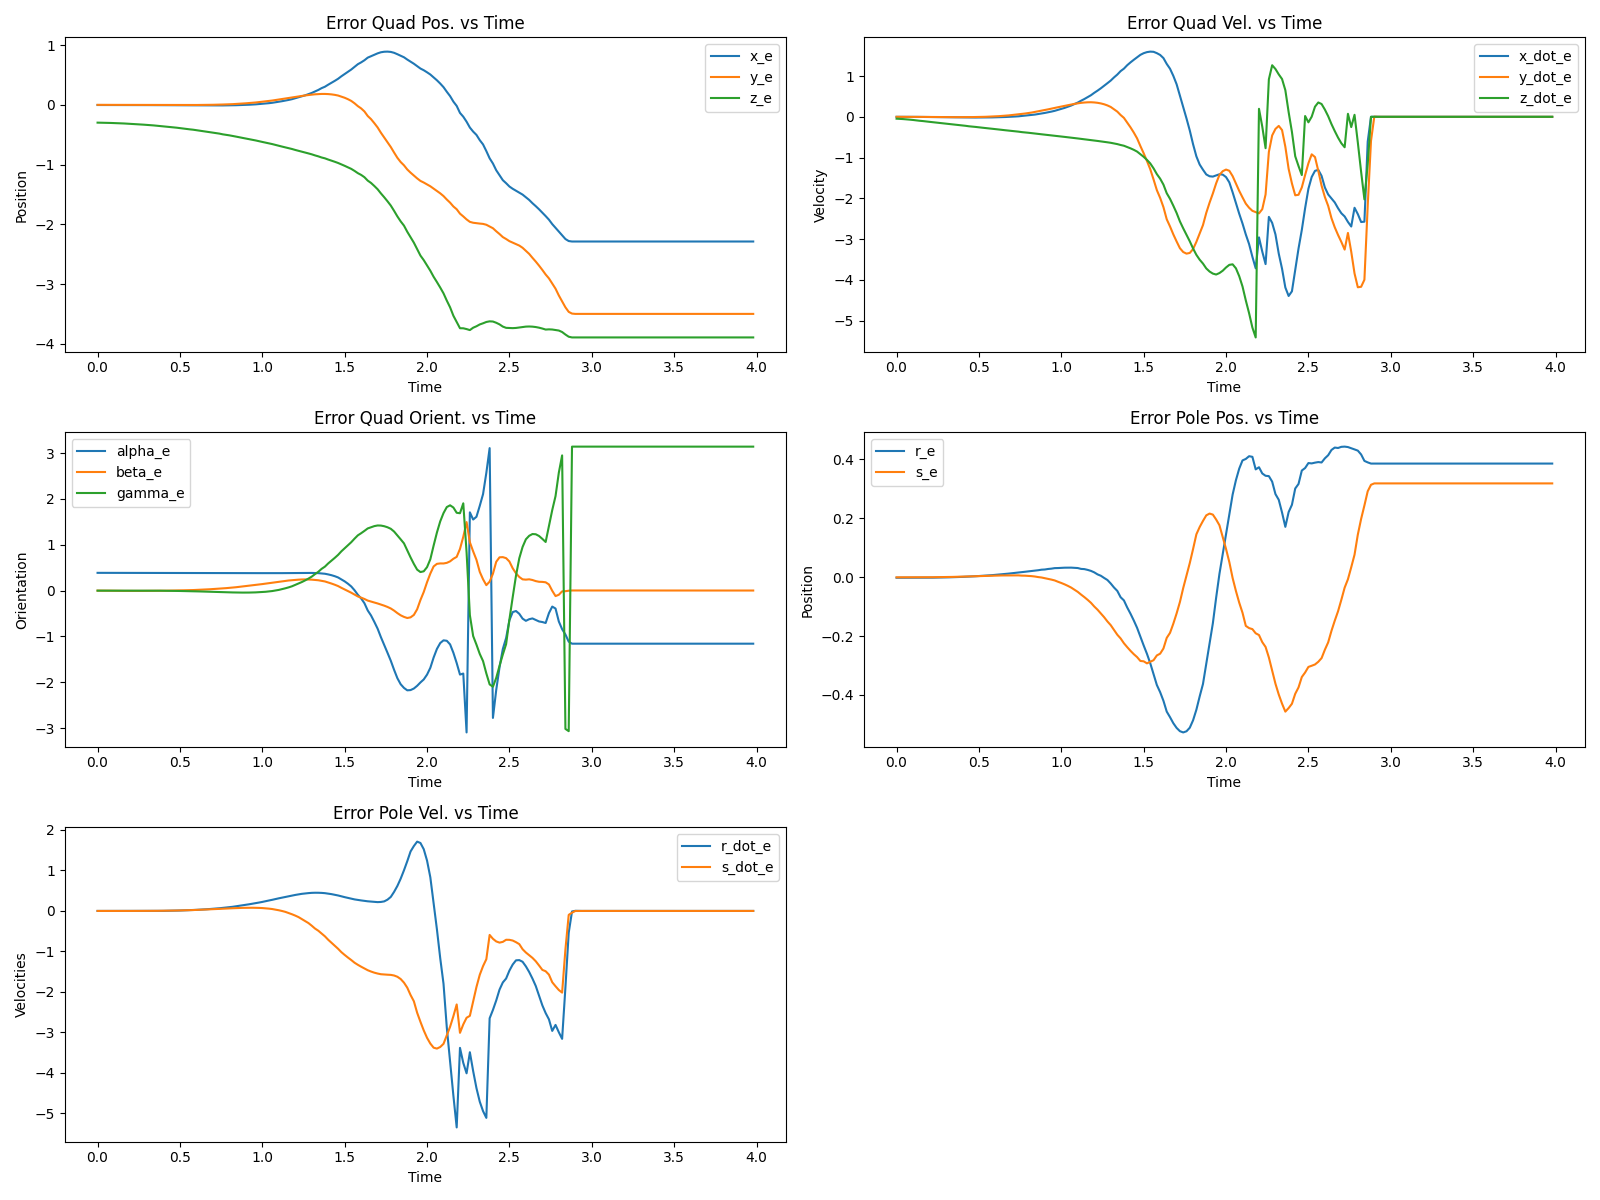 Error Quad Pos. vs Time
Position
1
0
−1
−2
−3
−4
x_e
y_e
z_e
0.0 0.5 1.0 1.5 2.0 2.5 3.0 3.5 4.0
Time
Error Quad Vel. vs Time
Velocity
1
0
−1
−2
−3
−4
−5
x_dot_e
y_dot_e
z_dot_e
0.0 0.5 1.0 1.5 2.0 2.5 3.0 3.5 4.0
Time
Error Quad Orient. vs Time
Orientation
3
2
1
0
−1
−2
−3
alpha_e
beta_e
gamma_e
0.0 0.5 1.0 1.5 2.0 2.5 3.0 3.5 4.0
Time
Error Pole Pos. vs Time
Position
0.4
0.2
0.0
−0.2
−0.4
r_e
s_e
0.0 0.5 1.0 1.5 2.0 2.5 3.0 3.5 4.0
Time
Error Pole Vel. vs Time
Velocities
2
1
0
−1
−2
−3
−4
−5
r_dot_e
s_dot_e
0.0 0.5 1.0 1.5 2.0 2.5 3.0 3.5 4.0
Time